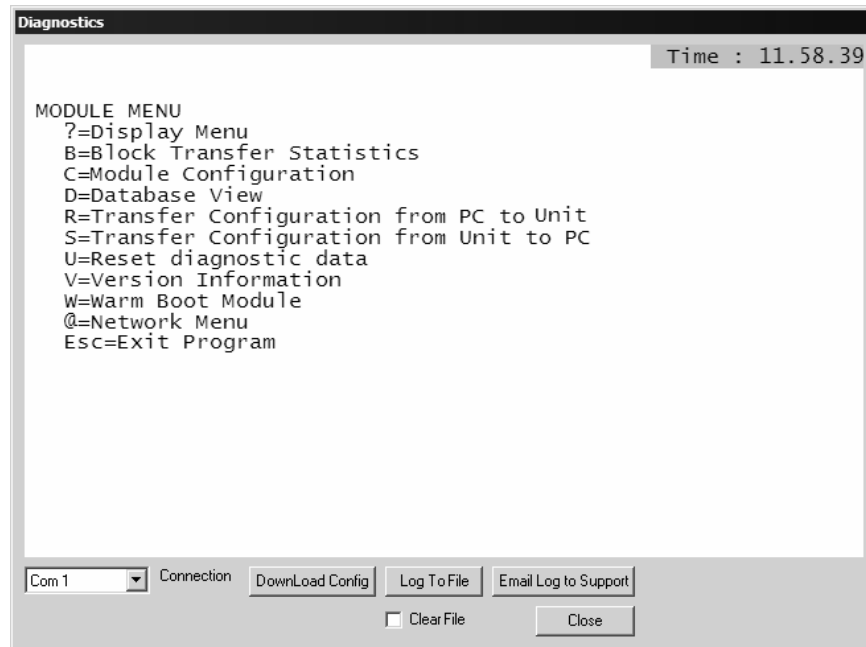 Diagnostics
Time : 11.58.39
MODULE MENU
?=Display Menu
B=Block Transfer Statistics
C=Module Configuration
D=Database View
R=Transfer Configuration from PC to Unit
S=Transfer Configuration from Unit to PC
U=Reset diagnostic data
V=Version Information
W=Warm Boot Module
@=Network Menu
Esc=Exit Program
Com 1 Connection DownLoad Config Log To File Email Log to Support
Clear File Close